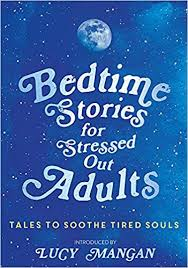 Bedtime
Stories
for
Stressed
Out
Adults
TALES TO SOOTHE TIRED SOULS
INTRODUCED BY
LUCY MANGAN